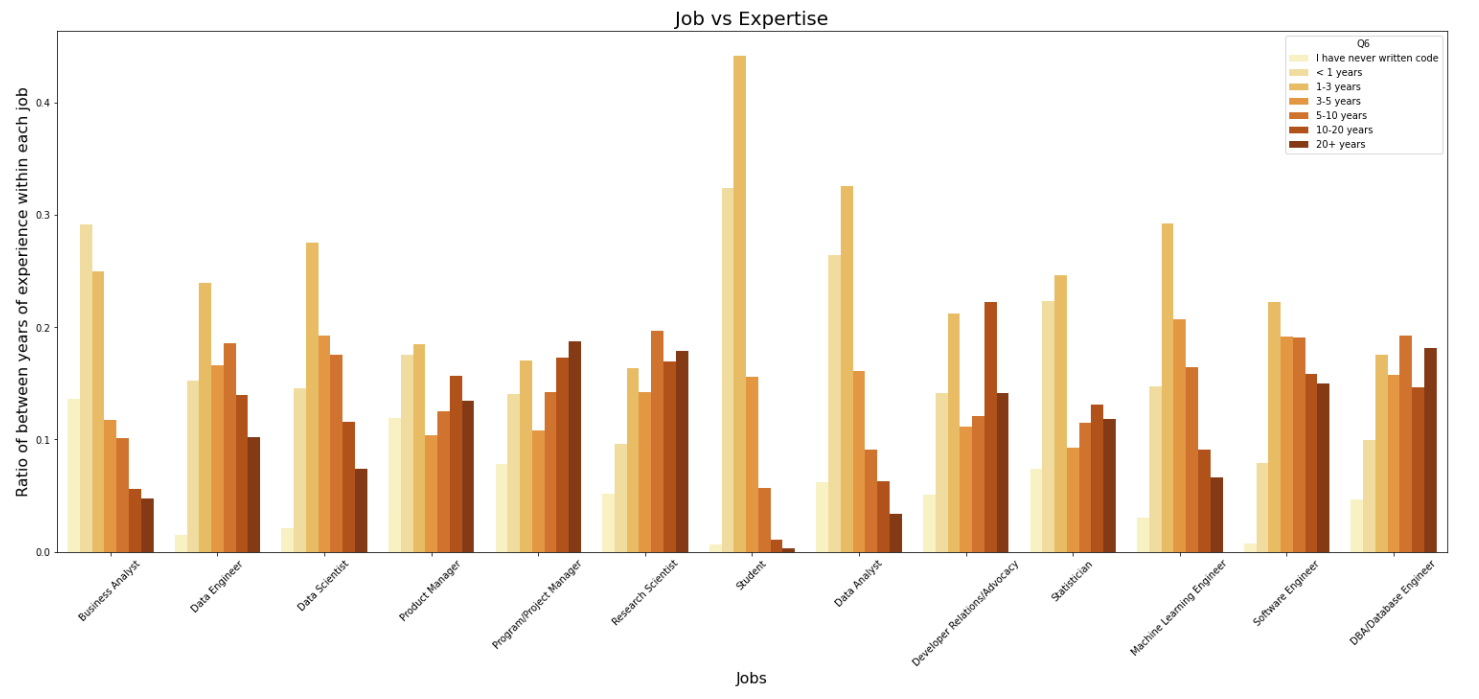 Job vs Expertise
Ratio of between years of experience within each job
0.4
0.3
0.2
0.1
0.0
Q6
I have never written code
< 1 years
1-3 years
3-5 years
5-10 years
10-20 years
20+ years
Business Analyst
Data Engineer
Data Scientist
Product Manager
Program/Project Manager
Research Scientist
Student
Data Analyst
Developer Relations/Advocacy
Statistician
Machine Learning Engineer
Software Engineer
DBA/Database Engineer
Jobs